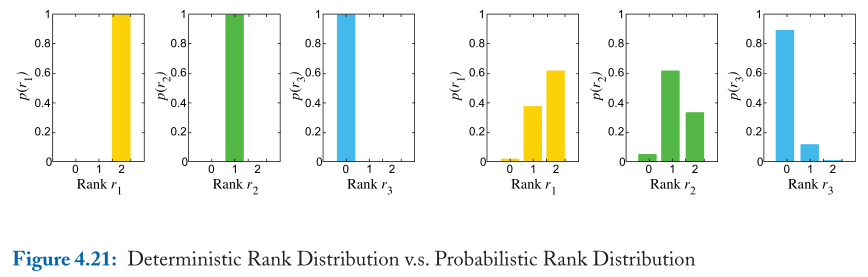 1
0.8
0.6
0.4
0.2
0
p(r1)
0 1 2
Rank r1
1
0.8
0.6
0.4
0.2
0
p(r2)
0 1 2
Rank r2
1
0.8
0.6
0.4
0.2
0
p(r3)
0 1 2
Rank r3
1
0.8
0.6
0.4
0.2
0
p(r1)
0 1 2
Rank r1
1
0.8
0.6
0.4
0.2
0
p(r2)
0 1 2
Rank r2
1
0.8
0.6
0.4
0.2
0
p(r3)
0 1 2
Rank r3
Figure 4.21: Deterministic Rank Distribution v.s. Probabilistic Rank Distribution